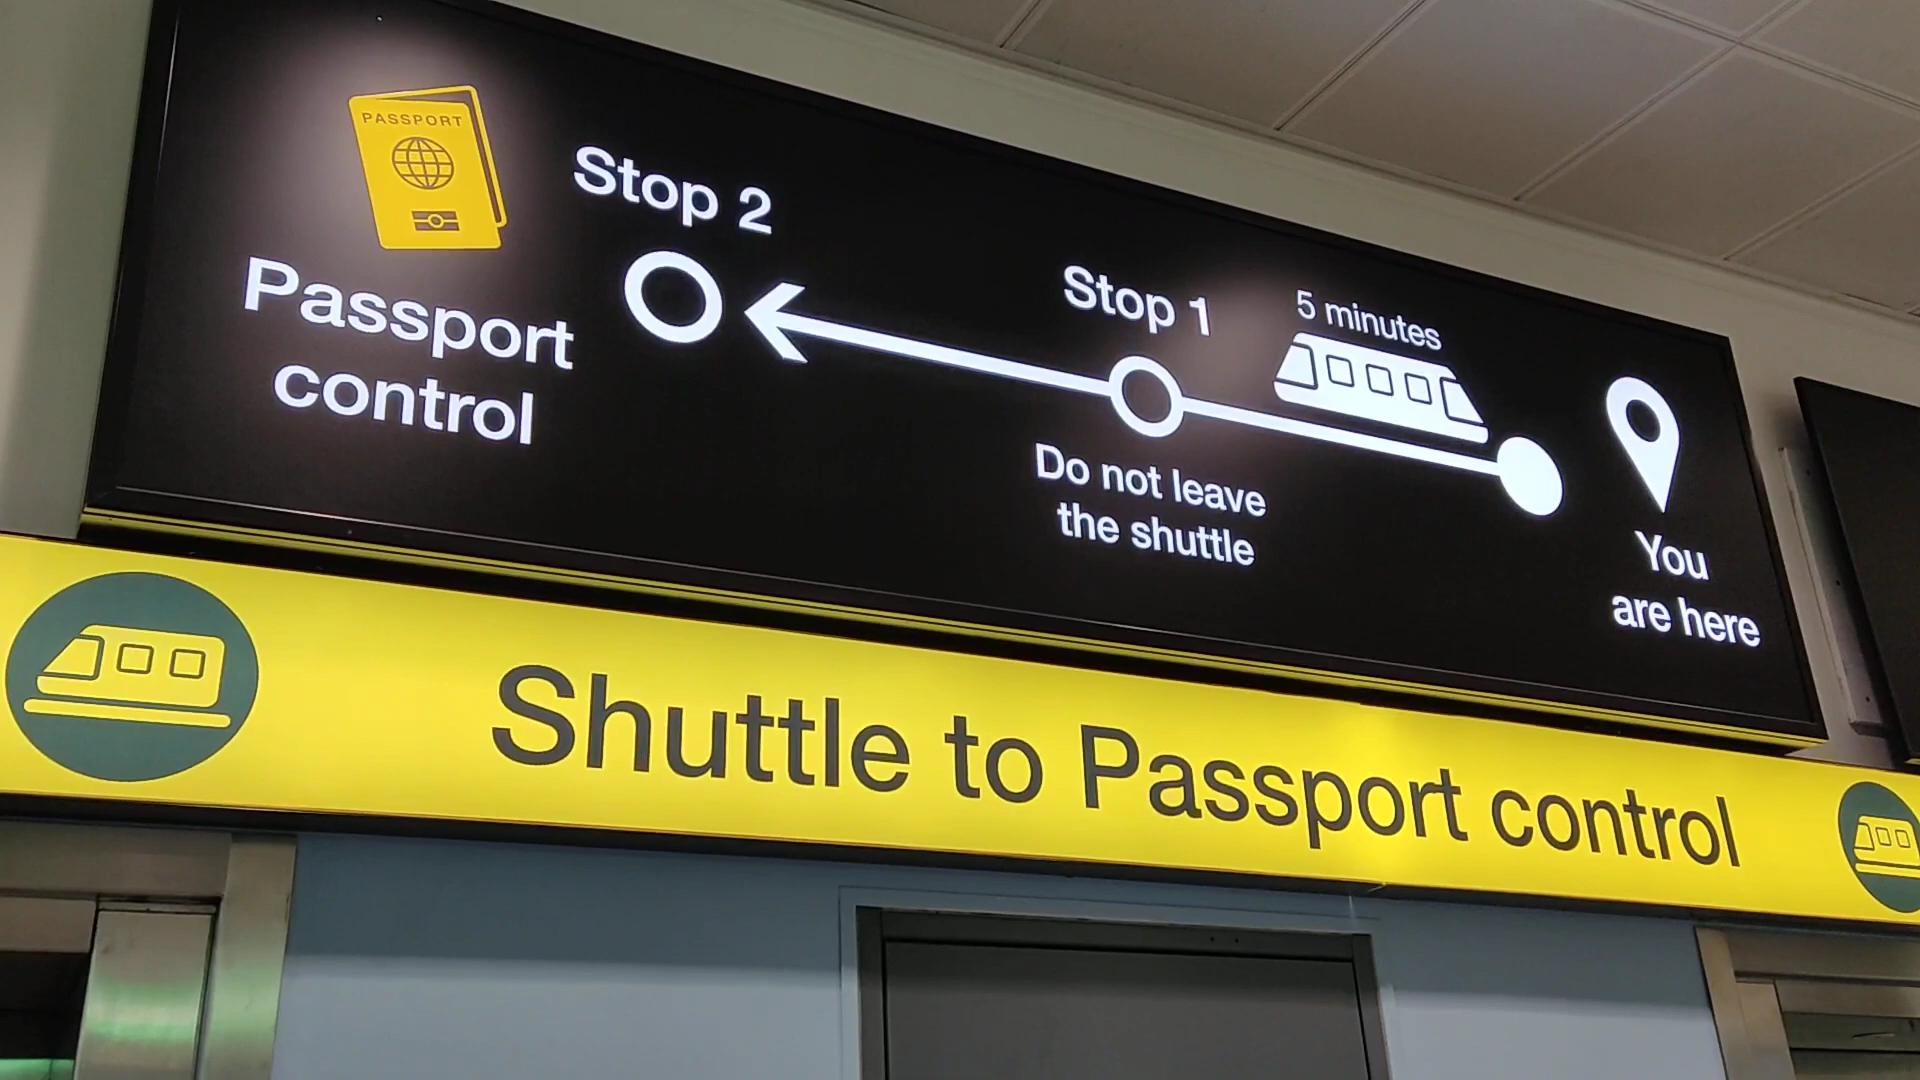 PASSPORT
Stop 2
Passport
control
Stop 1
5 minutes
Do not leave
the shuttle
You
are here
Shuttle to Passport control